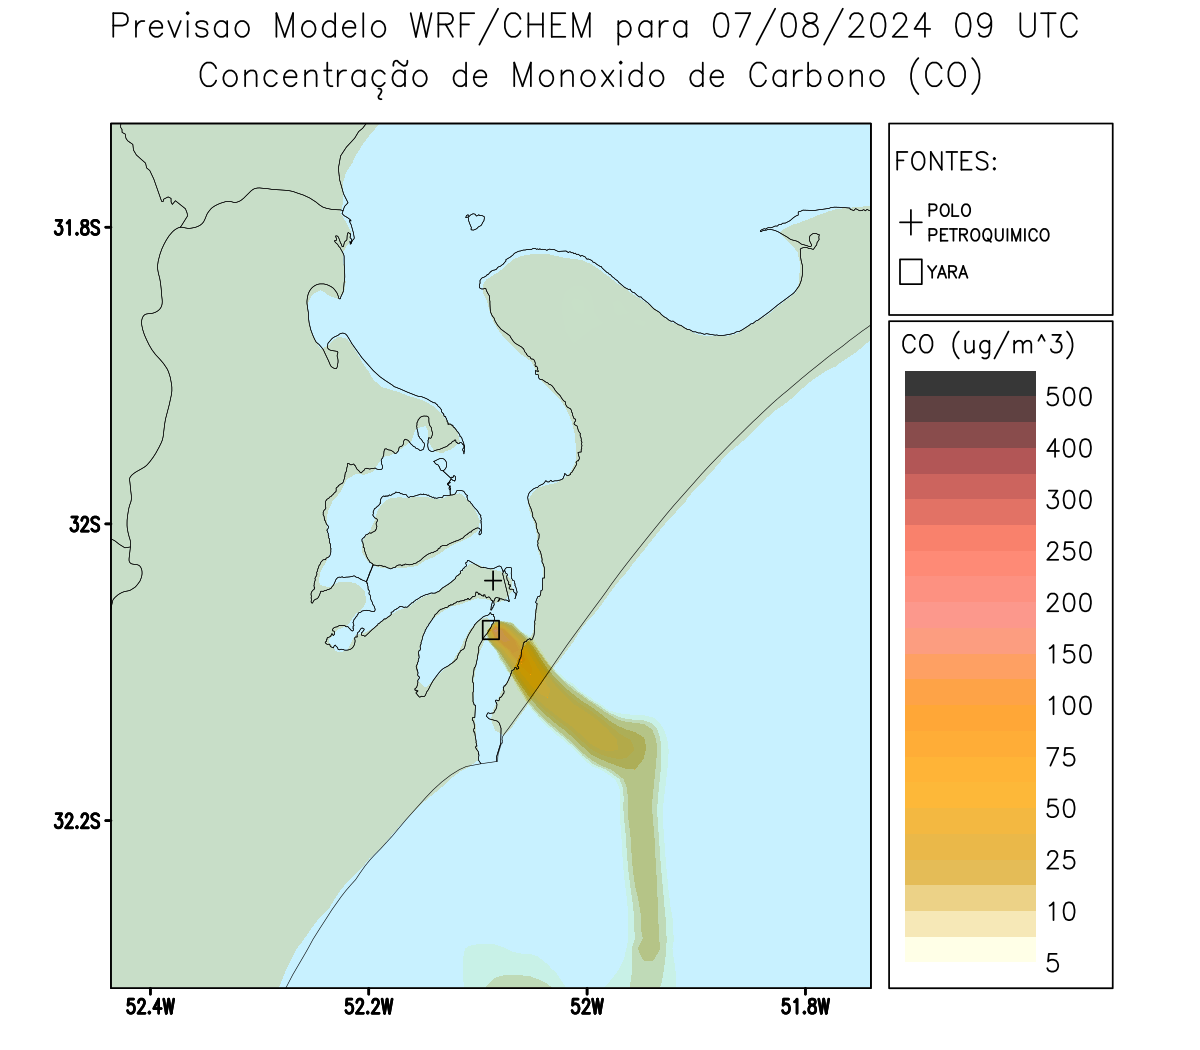 Previsao Modelo WRF/CHEM para 07/08/2024 09 UTC
Concentração de Monoxido de Carbono (CO)
FONTES:
POLO
PETROQUIMICO
YARA
CO (ug/m^3)
500
400
300
250
200
150
100
75
50
25
10
5
31.8S
32S
32.2S
52.4W
52.2W
52W
51.8W